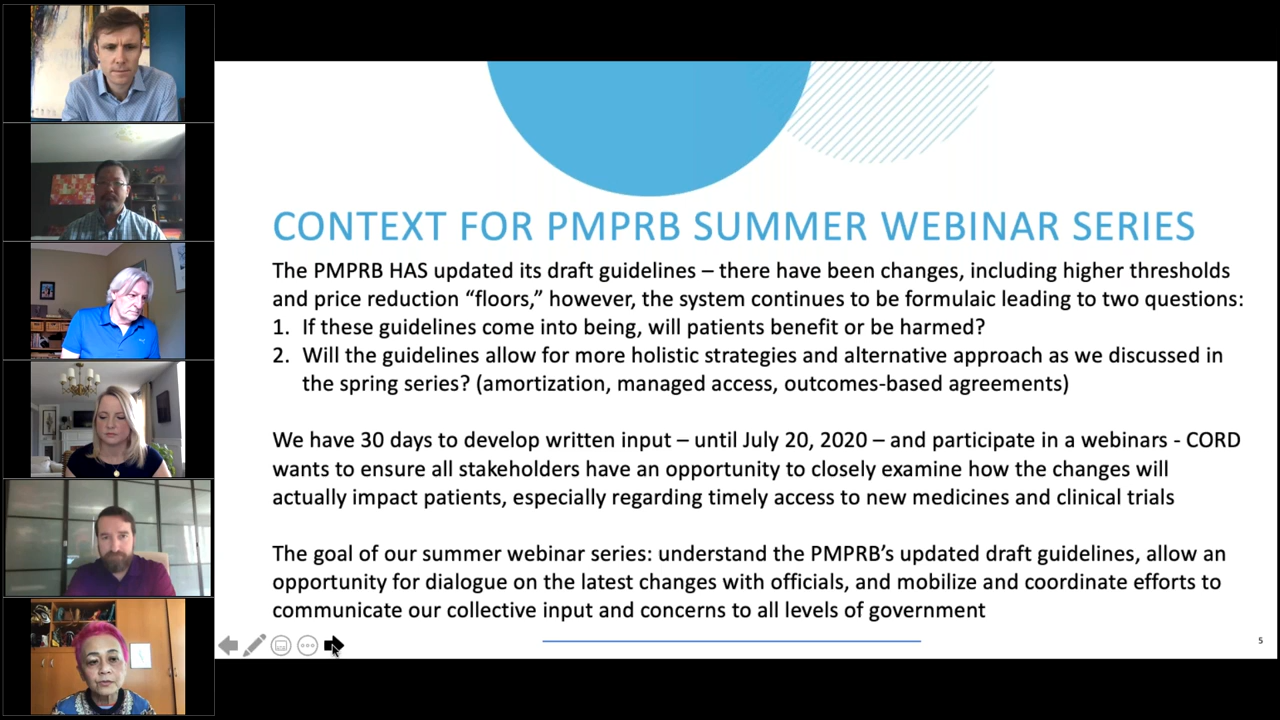 CONTEXT FOR PMPRB SUMMER WEBINAR SERIES
The PMPRB HAS updated its draft guidelines – there have been changes, including higher thresholds
and price reduction “floors,” however, the system continues to be formulaic leading to two questions:
1. If these guidelines come into being, will patients benefit or be harmed?
2. Will the guidelines allow for more holistic strategies and alternative approach as we discussed in
the spring series? (amortization, managed access, outcomes-based agreements)
We have 30 days to develop written input – until July 20, 2020 – and participate in a webinars - CORD
wants to ensure all stakeholders have an opportunity to closely examine how the changes will
actually impact patients, especially regarding timely access to new medicines and clinical trials
The goal of our summer webinar series: understand the PMPRB’s updated draft guidelines, allow an
opportunity for dialogue on the latest changes with officials, and mobilize and coordinate efforts to
communicate our collective input and concerns to all levels of government
5